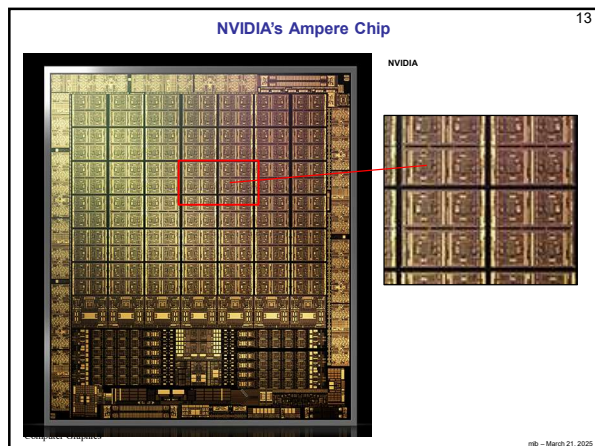 NVIDIA's Ampere Chip
13
NVIDIA
Computer Graphics
mjb – March 21, 2025